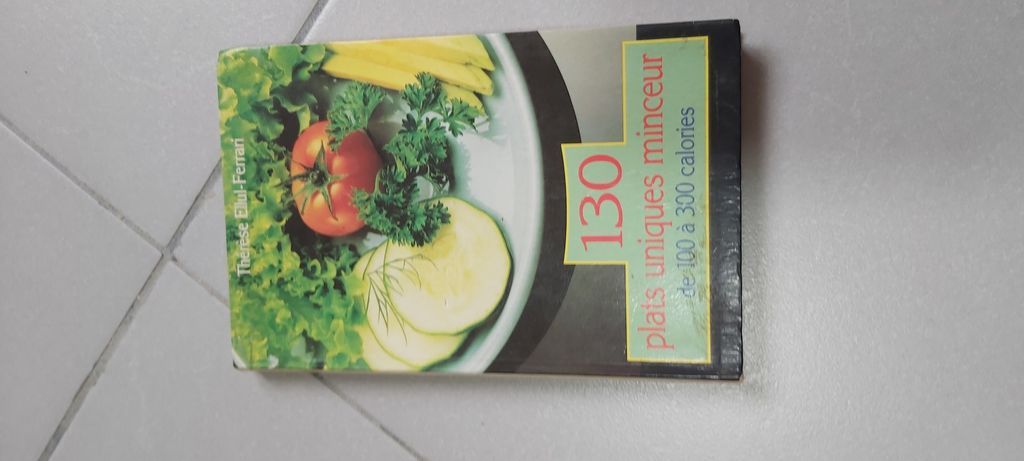 Thérèse Ellul-Ferrari
130
plats uniques minceur
de 100 à 300 calories